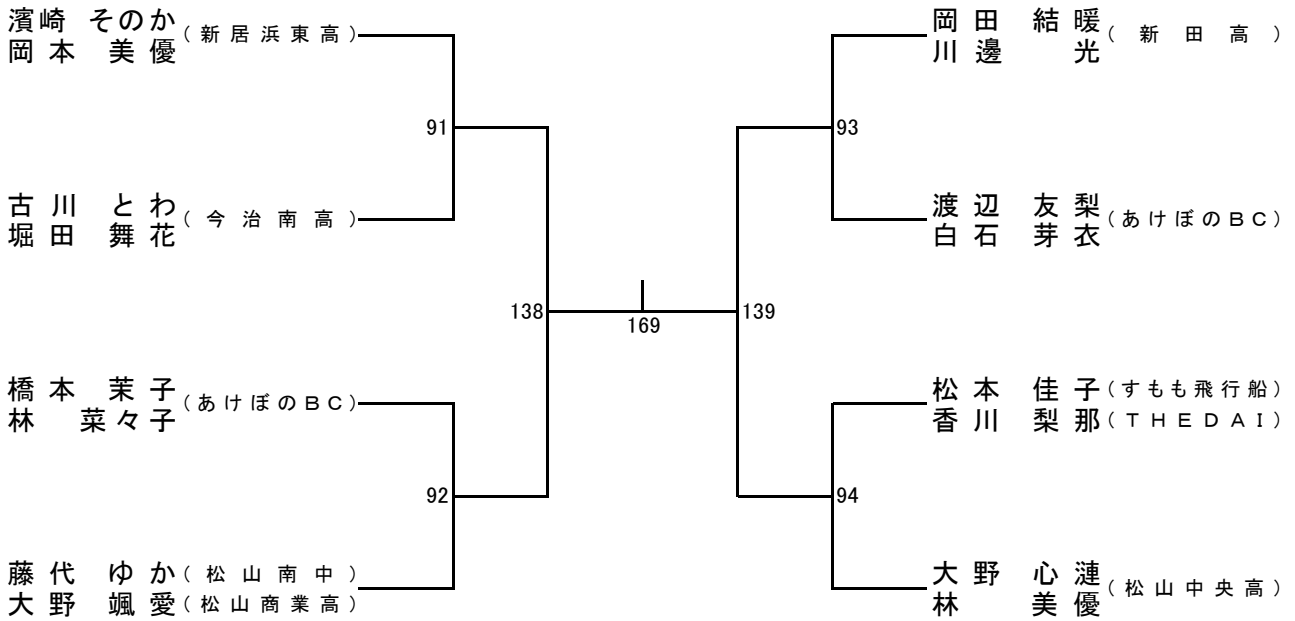 濱崎 そのか
岡本 美優 (新居浜東高)
91
古川 とわ
堀田 舞花 (今治南高)
138
橋本 茉子
林 菜々子 (あけぼのBC)
92
藤代 ゆか (松山南中)
大野 颯愛 (松山商業高)
169
岡田 結暖
川邊 光 (新田高)
93
渡辺 友梨
白石 芽衣 (あけぼのBC)
139
松本 佳子 (すもも飛行船)
香川 梨那 (THEDAI)
94
大野 心漣
林 美優 (松山中央高)